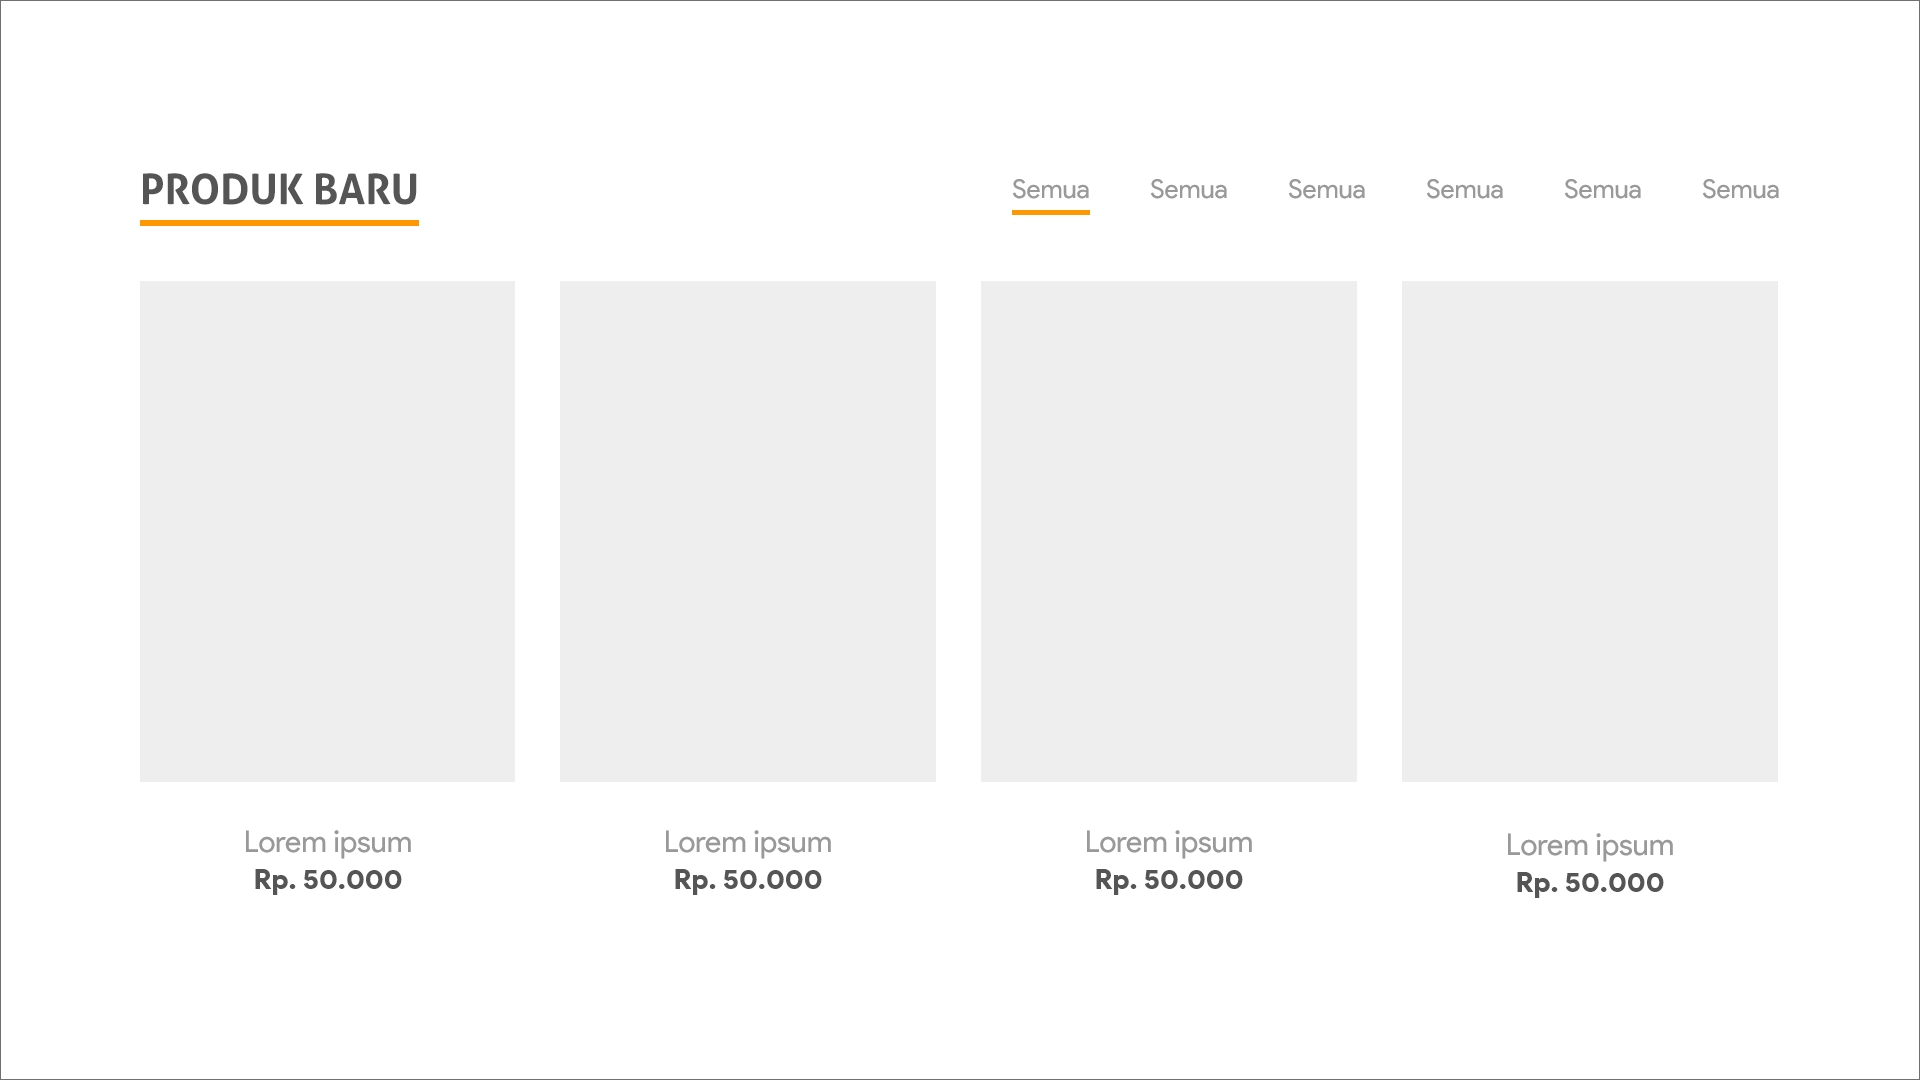 PRODUK BARU
Semua Semua Semua Semua Semua Semua
Lorem ipsum Lorem ipsum Lorem ipsum Lorem ipsum
Rp. 50.000 Rp. 50.000 Rp. 50.000 Rp. 50.000